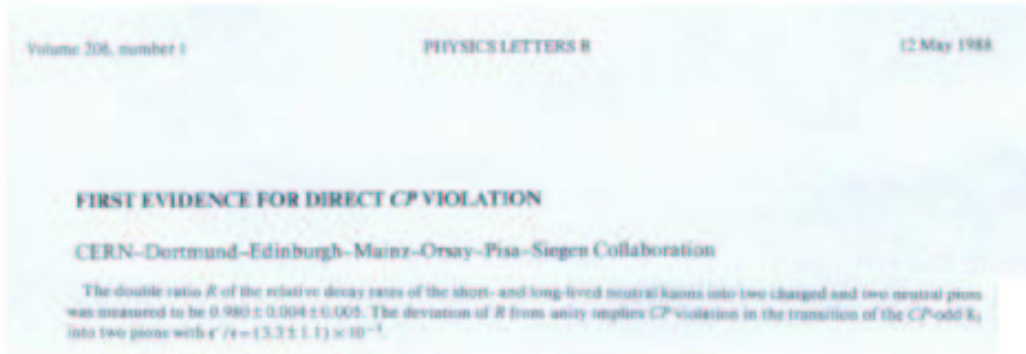 Volume 206, number 1 PHYSICS LETTERS B 12 May 1988
FIRST EVIDENCE FOR DIRECT CP VIOLATION
CERN–Dortmund–Edinburgh–Mainz–Orsay–Pisa–Siegen Collaboration
The double ratio R of the relative decay rates of the short- and long-lived neutral kaons into two charged and two neutral pions
was measured to be 0.980 ± 0.004 ± 0.005. The deviation of R from unity implies CP violation in the transition of the CP-odd K₂
into two pions with ε′/ε = (3.3 ± 1.1) × 10⁻³.